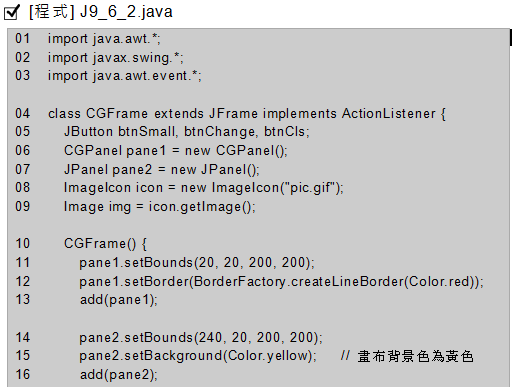 [程式] J9_6_2.java
01 import java.awt.*;
02 import javax.swing.*;
03 import java.awt.event.*;
04 class CGFrame extends JFrame implements ActionListener {
05 JButton btnSmall, btnChange, btnCls;
06 CGPanel pane1 = new CGPanel();
07 JPanel pane2 = new JPanel();
08 ImageIcon icon = new ImageIcon("pic.gif");
09 Image img = icon.getImage();
10 CGFrame() {
11 pane1.setBounds(20, 20, 200, 200);
12 pane1.setBorder(BorderFactory.createLineBorder(Color.red));
13 add(pane1);
14 pane2.setBounds(240, 20, 200, 200);
15 pane2.setBackground(Color.yellow); // 畫布背景色為黃色
16 add(pane2);